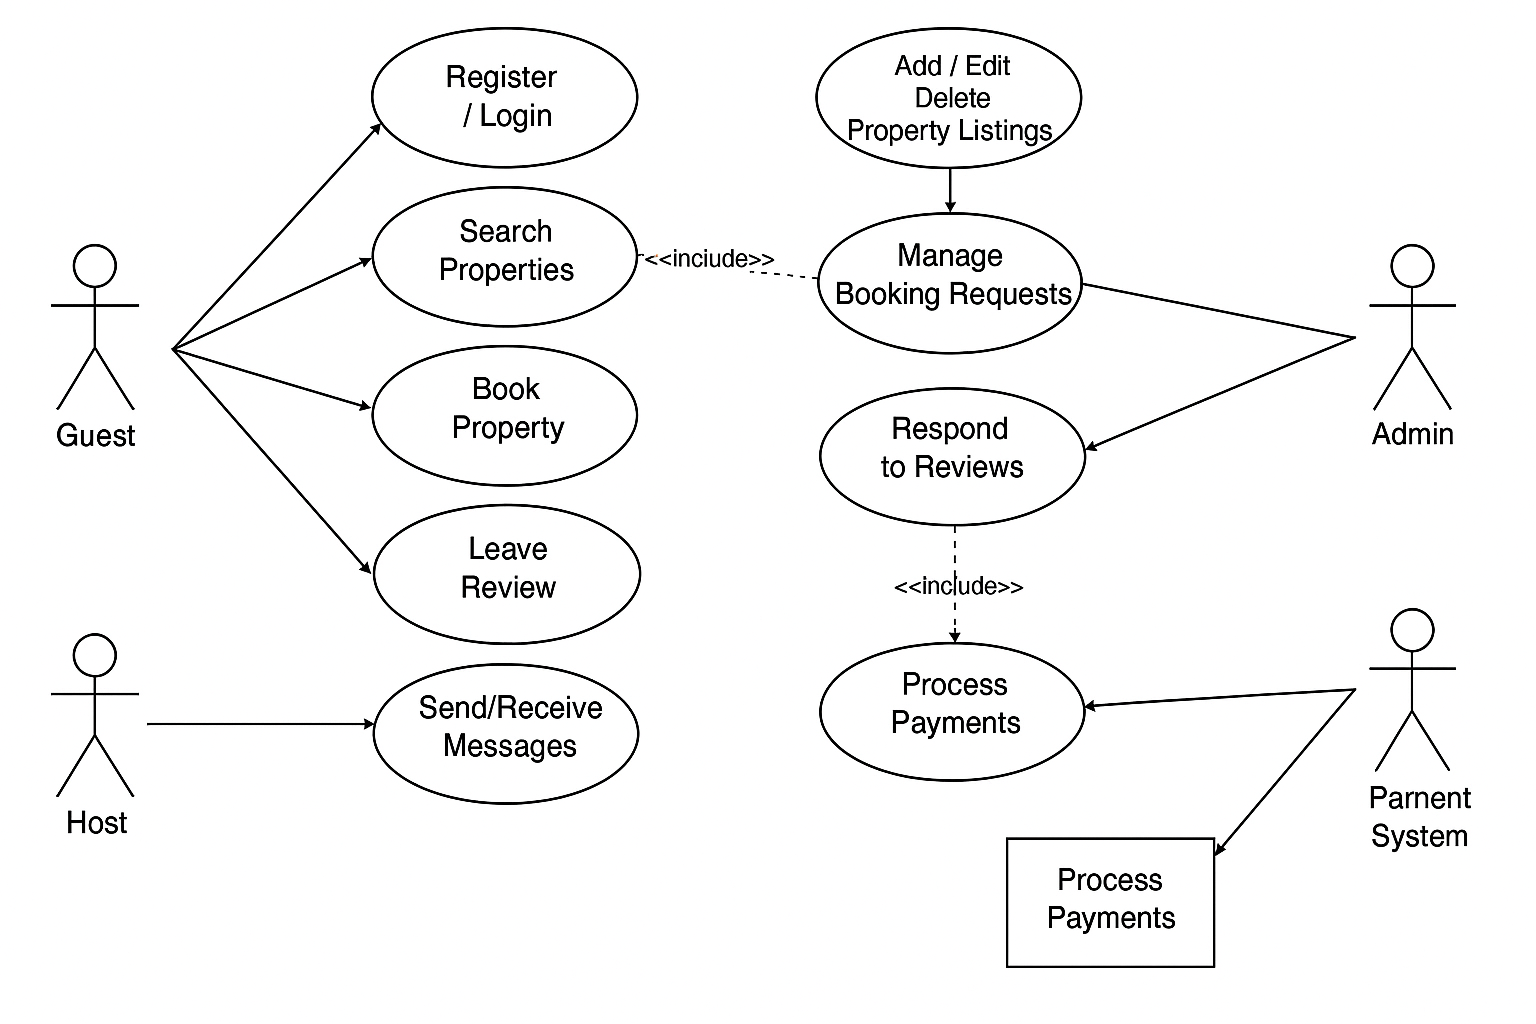 Register
/ Login
Add / Edit
Delete
Property Listings
Search
Properties
<<inciude>>
Manage
Booking Requests
Guest
Book
Property
Respond
to Reviews
Admin
Leave
Review
<<include>>
Host
Send/Receive
Messages
Process
Payments
Parnent
System
Process
Payments